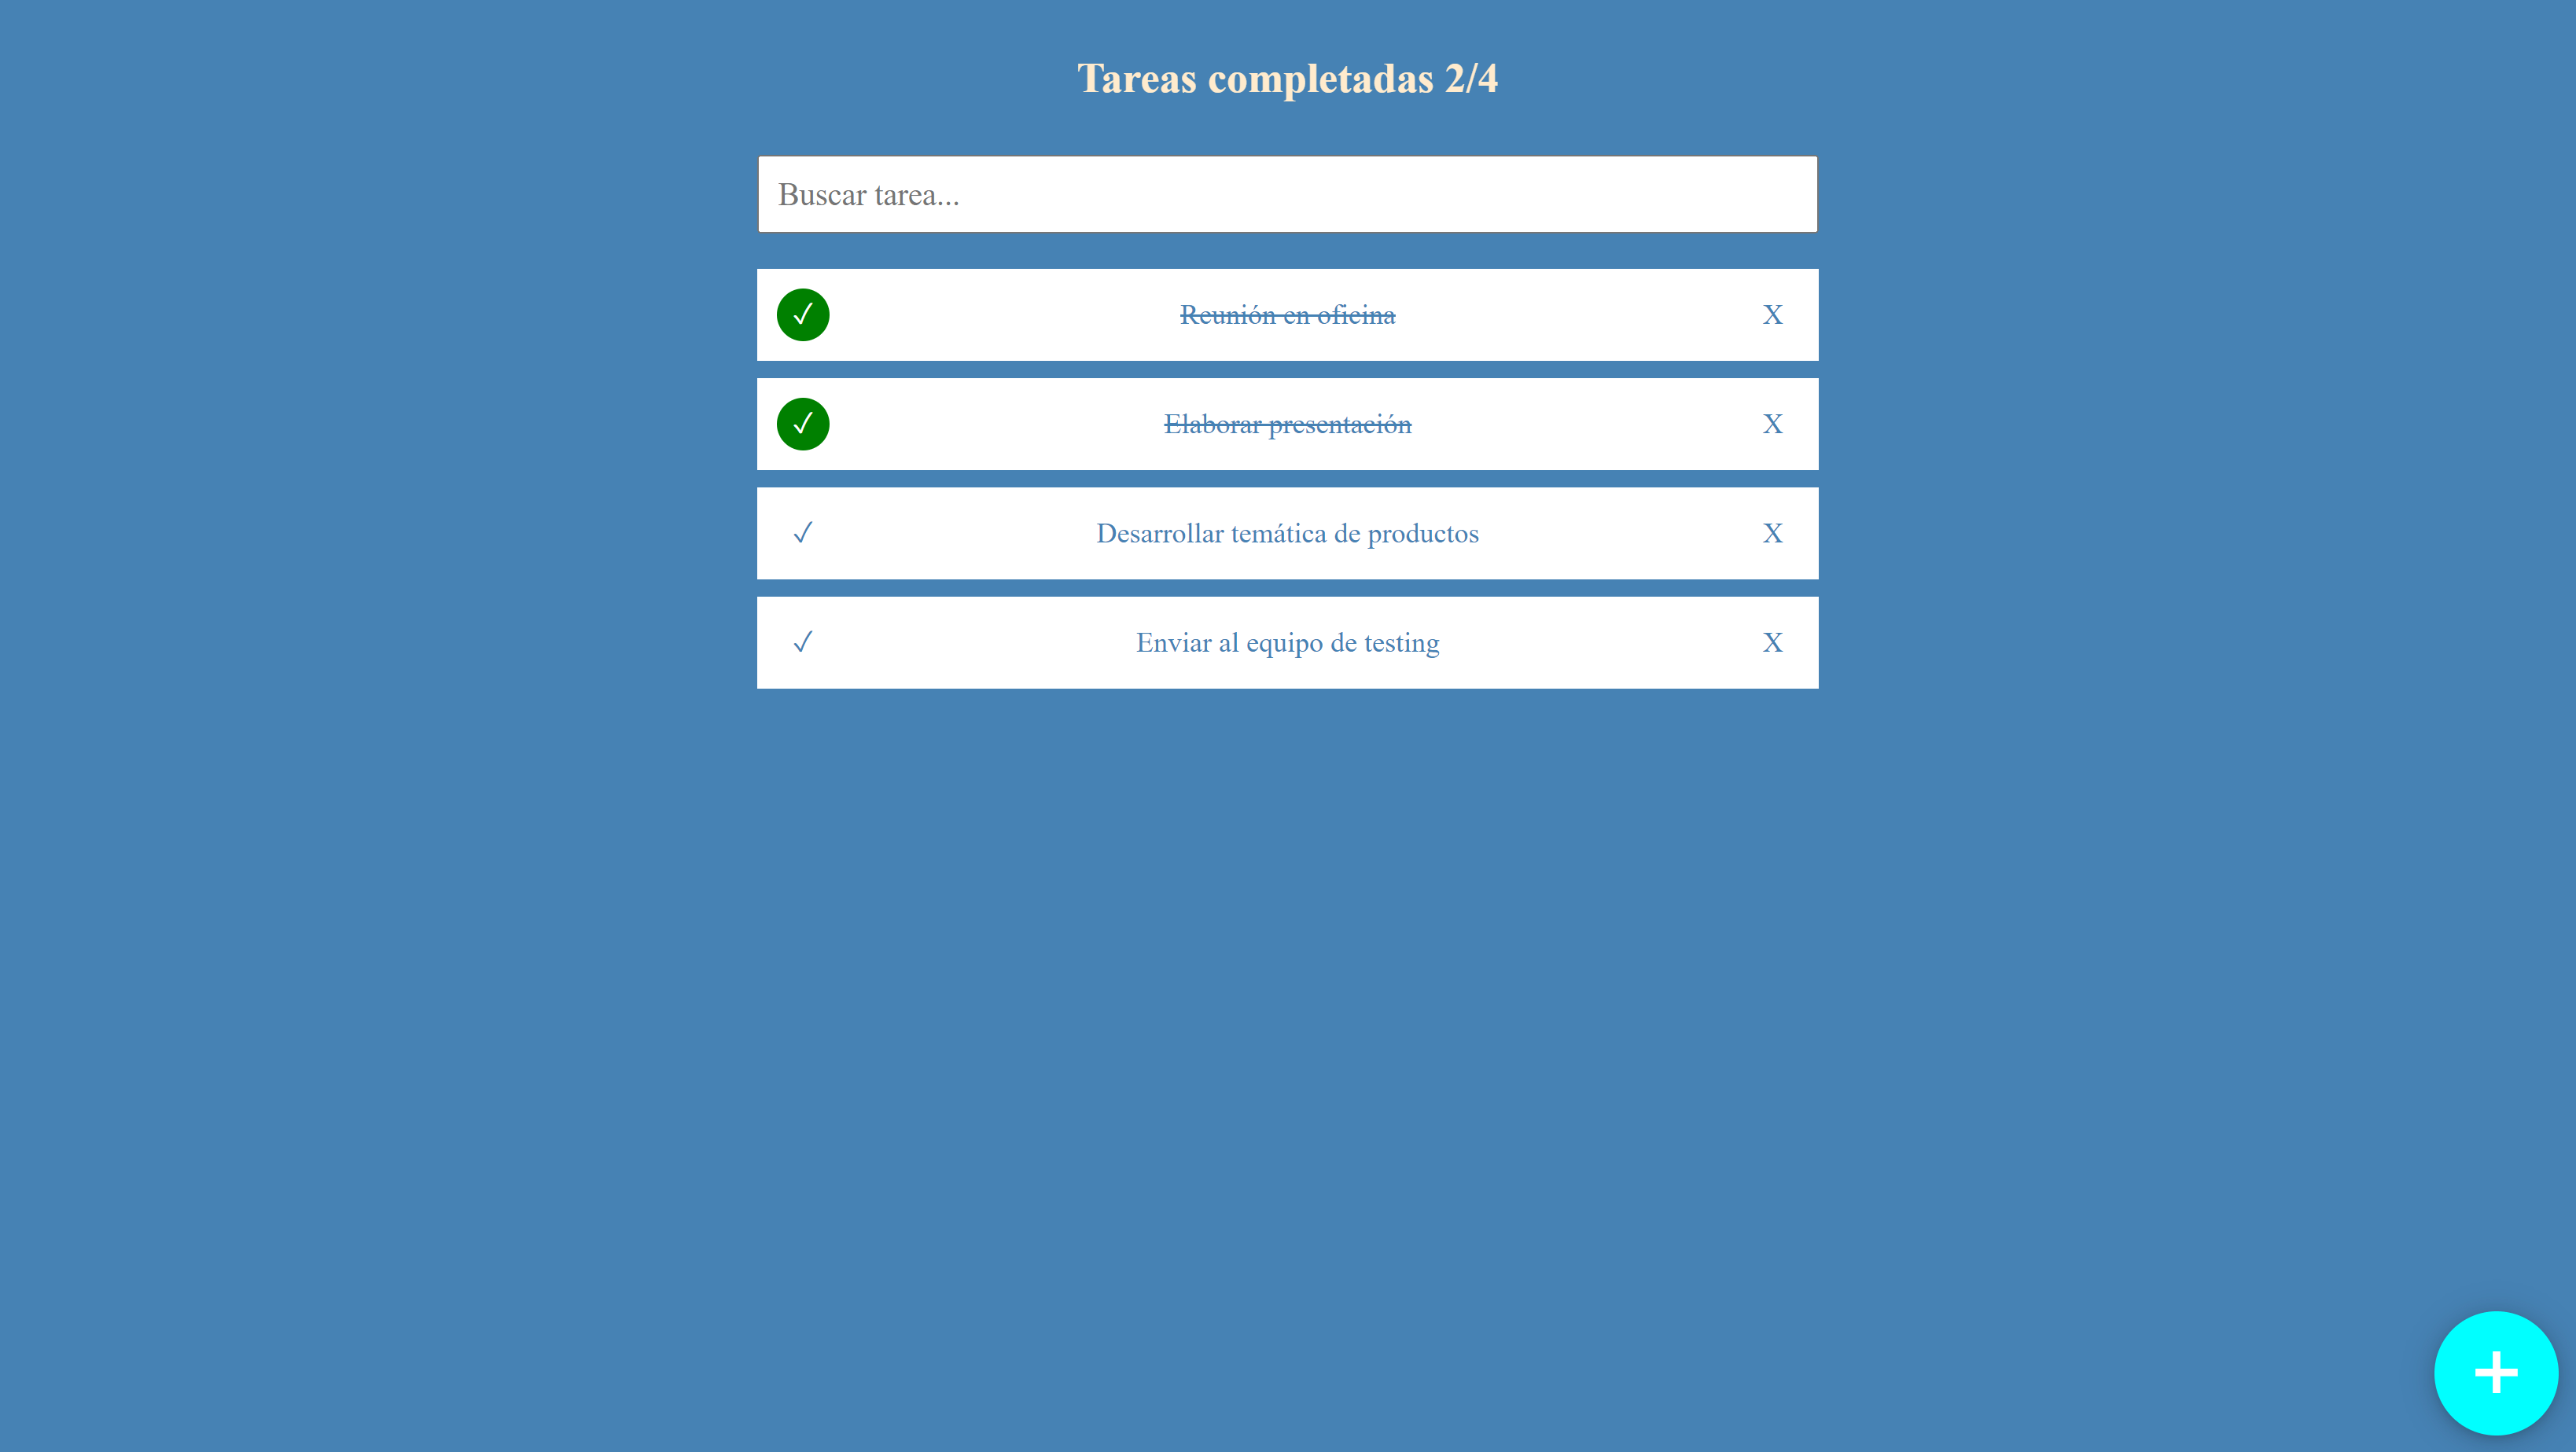 Tareas completadas 2/4
Buscar tarea...
✓ Reunión en oficina X
✓ Elaborar presentación X
✓ Desarrollar temática de productos X
✓ Enviar al equipo de testing X
+